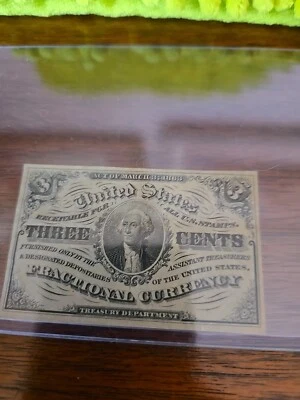 ACT OF MARCH 3, 1863
3 3
United States
RECEIVABLE FOR ALL U.S. STAMPS.
THREE CENTS
FURNISHED ONLY BY THE ASSISTANT TREASURERS
& DESIGNATED DEPOSITARIES OF THE UNITED STATES.
FRACTIONAL CURRENCY
TREASURY DEPARTMENT